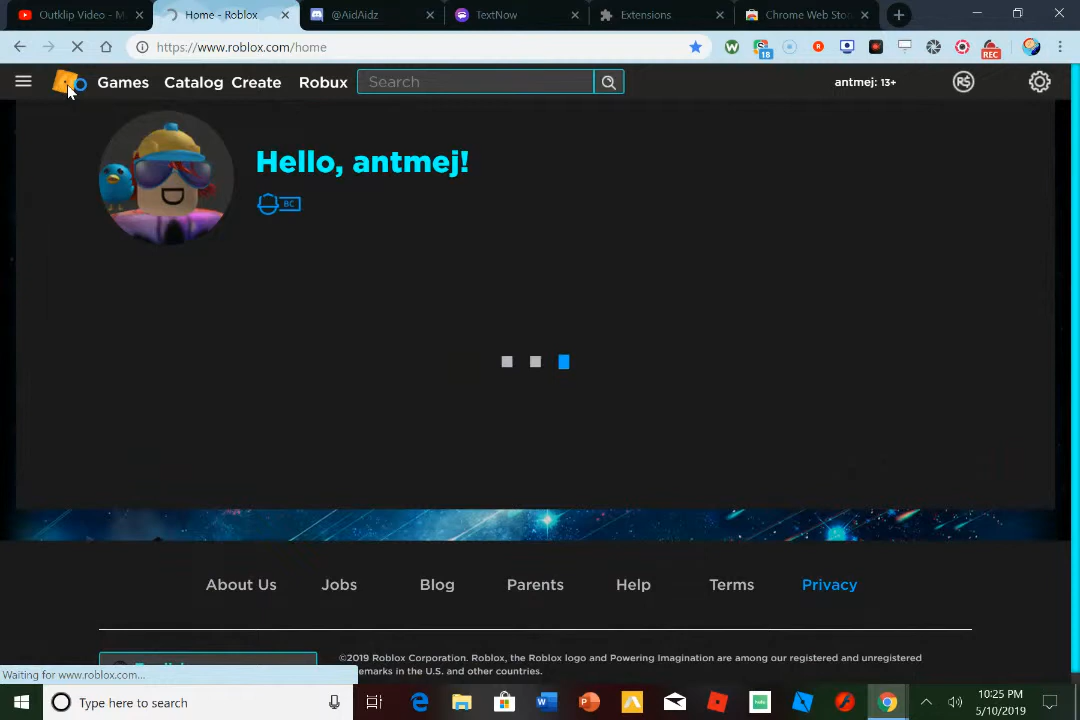 Outklip Video - M
Home - Roblox
@AidAidz
TextNow
Extensions
Chrome Web Sto
https://www.roblox.com/home
18
REC
Games
Catalog
Create
Robux
Search
antmej: 13+
R$
Hello, antmej!
BC
About Us
Jobs
Blog
Parents
Help
Terms
Privacy
©2019 Roblox Corporation. Roblox, the Roblox logo and Powering Imagination are among our registered and unregistered
emarks in the U.S. and other countries.
Waiting for www.roblox.com...
Type here to search
10:25 PM
5/10/2019